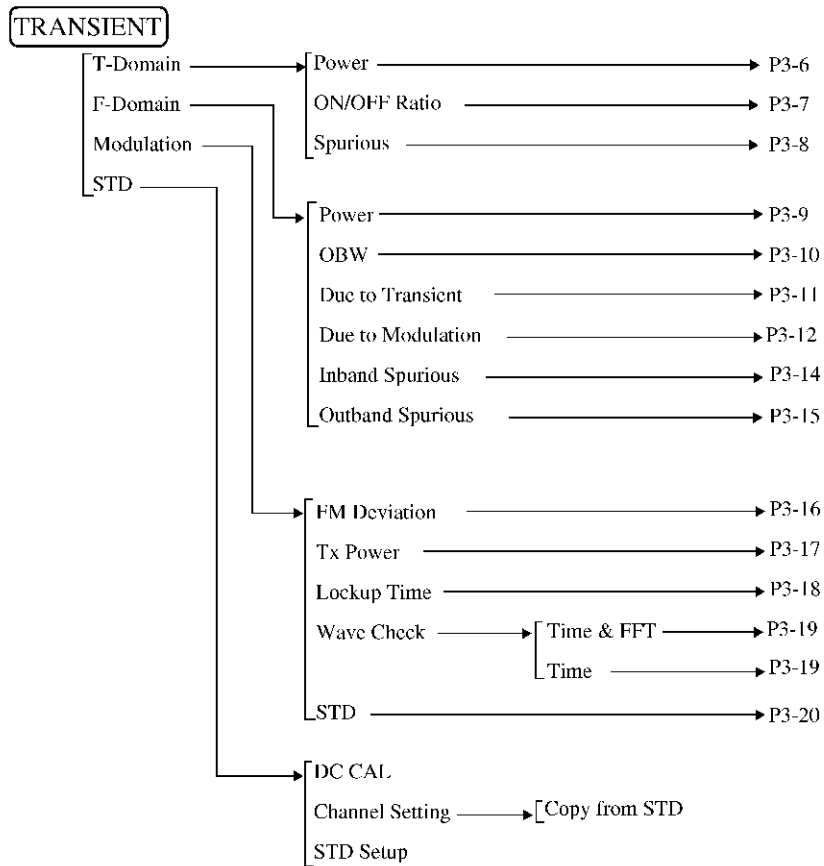 TRANSIENT
T-Domain
F-Domain
Modulation
STD
Power P3-6
ON/OFF Ratio P3-7
Spurious P3-8
Power P3-9
OBW P3-10
Due to Transient P3-11
Due to Modulation P3-12
Inband Spurious P3-14
Outband Spurious P3-15
FM Deviation P3-16
Tx Power P3-17
Lockup Time P3-18
Wave Check Time & FFT P3-19
Time P3-19
STD P3-20
DC CAL
Channel Setting Copy from STD
STD Setup